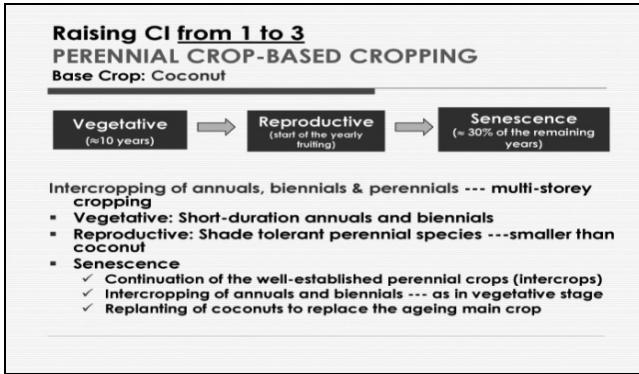 Raising CI from 1 to 3
PERENNIAL CROP-BASED CROPPING
Base Crop: Coconut
Vegetative
(≈10 years)
Reproductive
(start of the yearly
fruiting)
Senescence
(≈ 30% of the remaining
years)
Intercropping of annuals, biennials & perennials --- multi-storey
cropping
▪ Vegetative: Short-duration annuals and biennials
▪ Reproductive: Shade tolerant perennial species ---smaller than
coconut
▪ Senescence
✓ Continuation of the well-established perennial crops (intercrops)
✓ Intercropping of annuals and biennials --- as in vegetative stage
✓ Replanting of coconuts to replace the ageing main crop